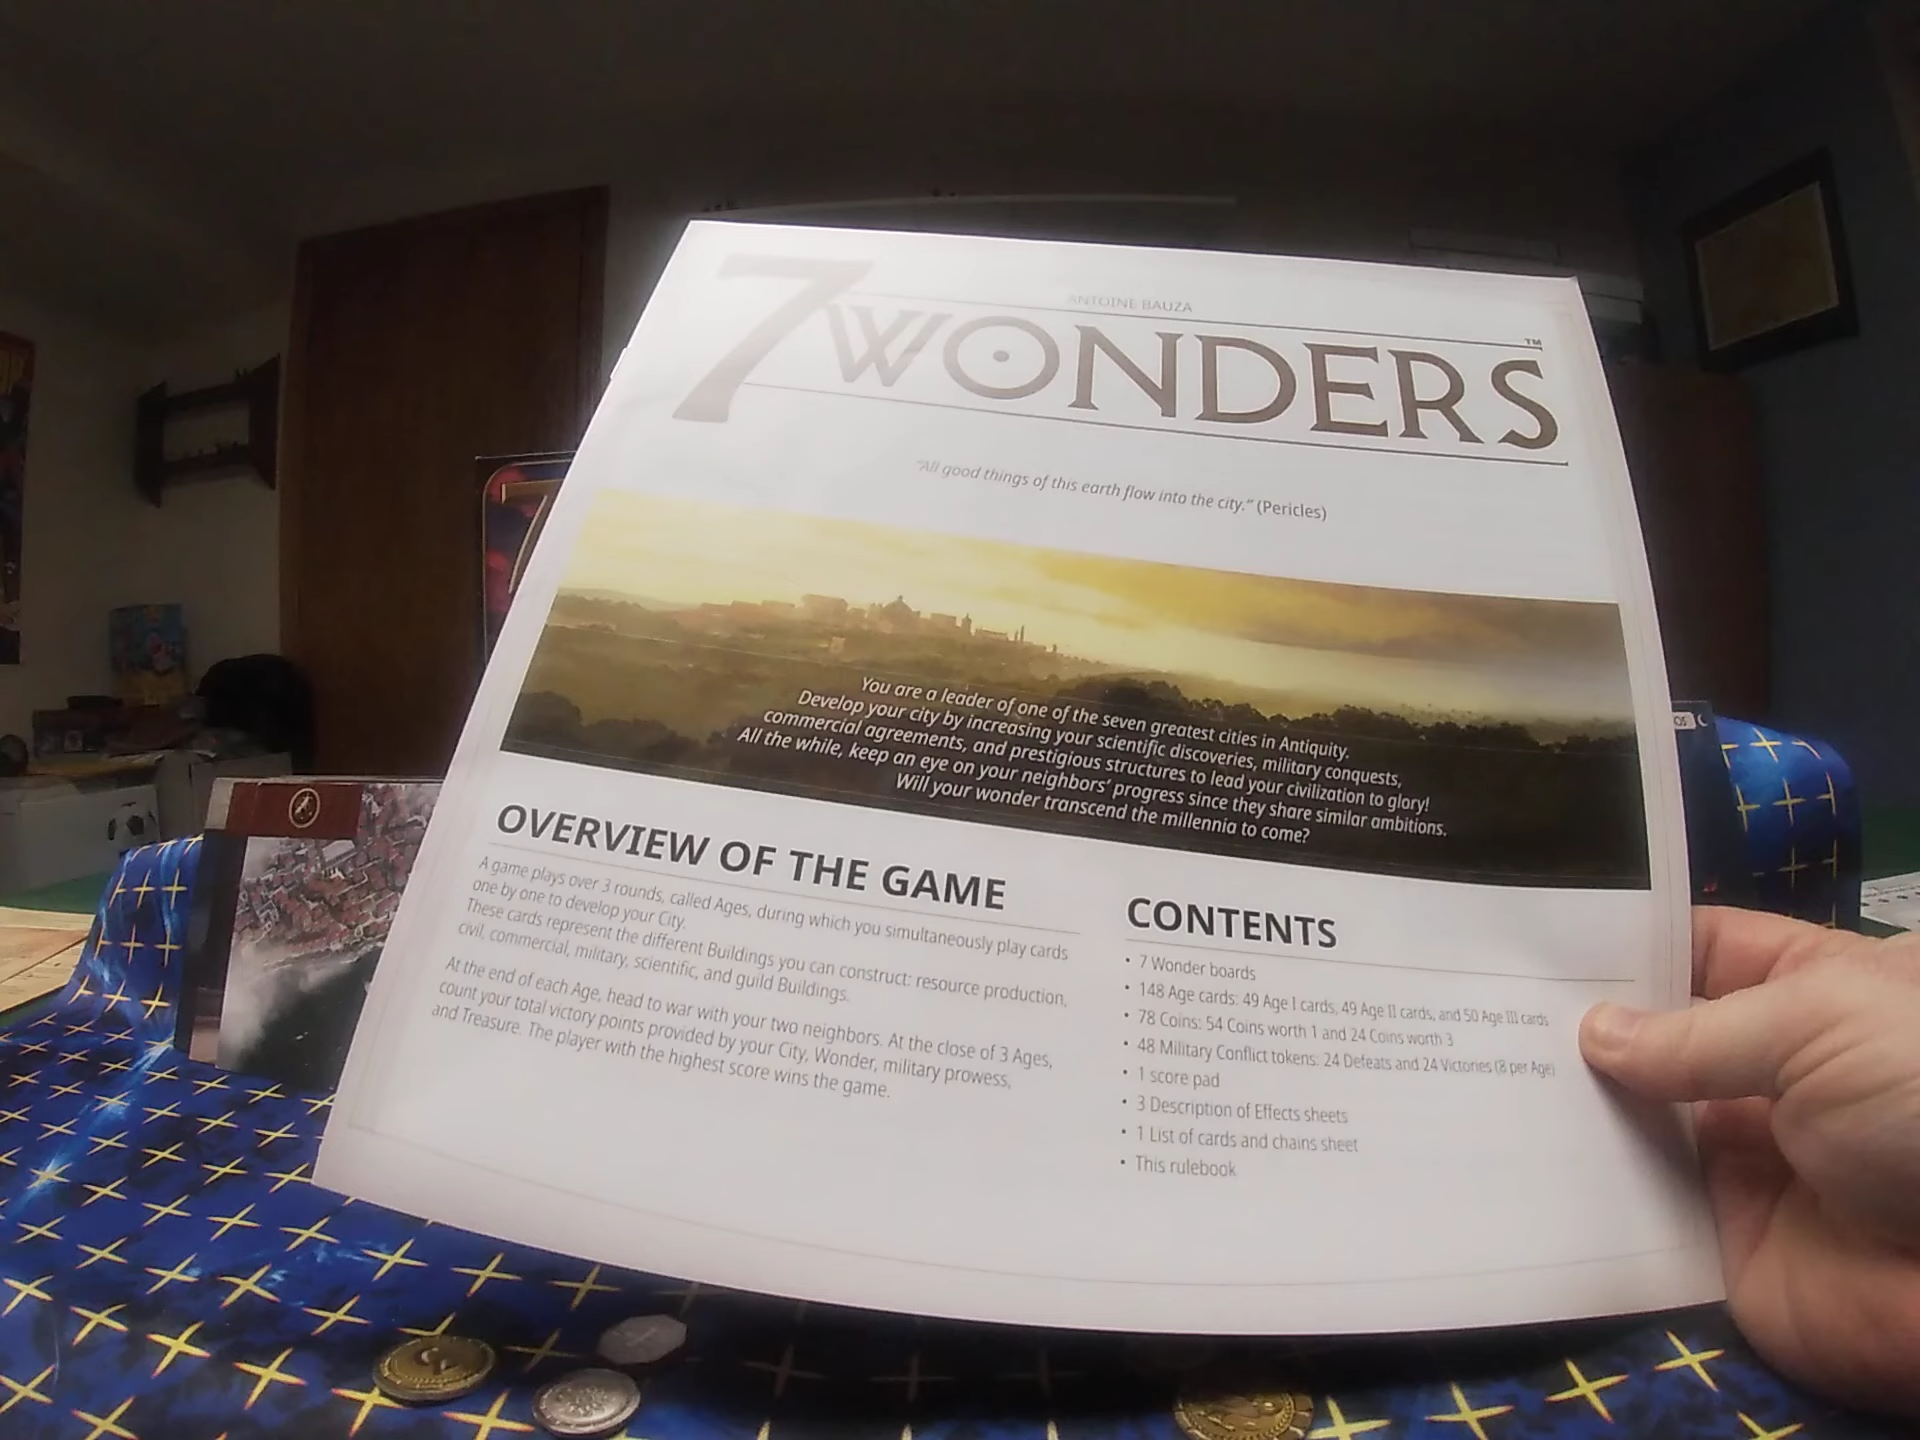 ANTOINE BAUZA
7 WONDERS™
"All good things of this earth flow into the city." (Pericles)
You are a leader of one of the seven greatest cities in Antiquity.
Develop your city by increasing your scientific discoveries, military conquests,
commercial agreements, and prestigious structures to lead your civilization to glory!
All the while, keep an eye on your neighbors' progress since they share similar ambitions.
Will your wonder transcend the millennia to come?
OVERVIEW OF THE GAME
A game plays over 3 rounds, called Ages, during which you simultaneously play cards
one by one to develop your City.
These cards represent the different Buildings you can construct: resource production,
civil, commercial, military, scientific, and guild Buildings.
At the end of each Age, head to war with your two neighbors. At the close of 3 Ages,
count your total victory points provided by your City, Wonder, military prowess,
and Treasure. The player with the highest score wins the game.
CONTENTS
• 7 Wonder boards
• 148 Age cards: 49 Age I cards, 49 Age II cards, and 50 Age III cards
• 78 Coins: 54 Coins worth 1 and 24 Coins worth 3
• 48 Military Conflict tokens: 24 Defeats and 24 Victories (8 per Age)
• 1 score pad
• 3 Description of Effects sheets
• 1 List of cards and chains sheet
• This rulebook